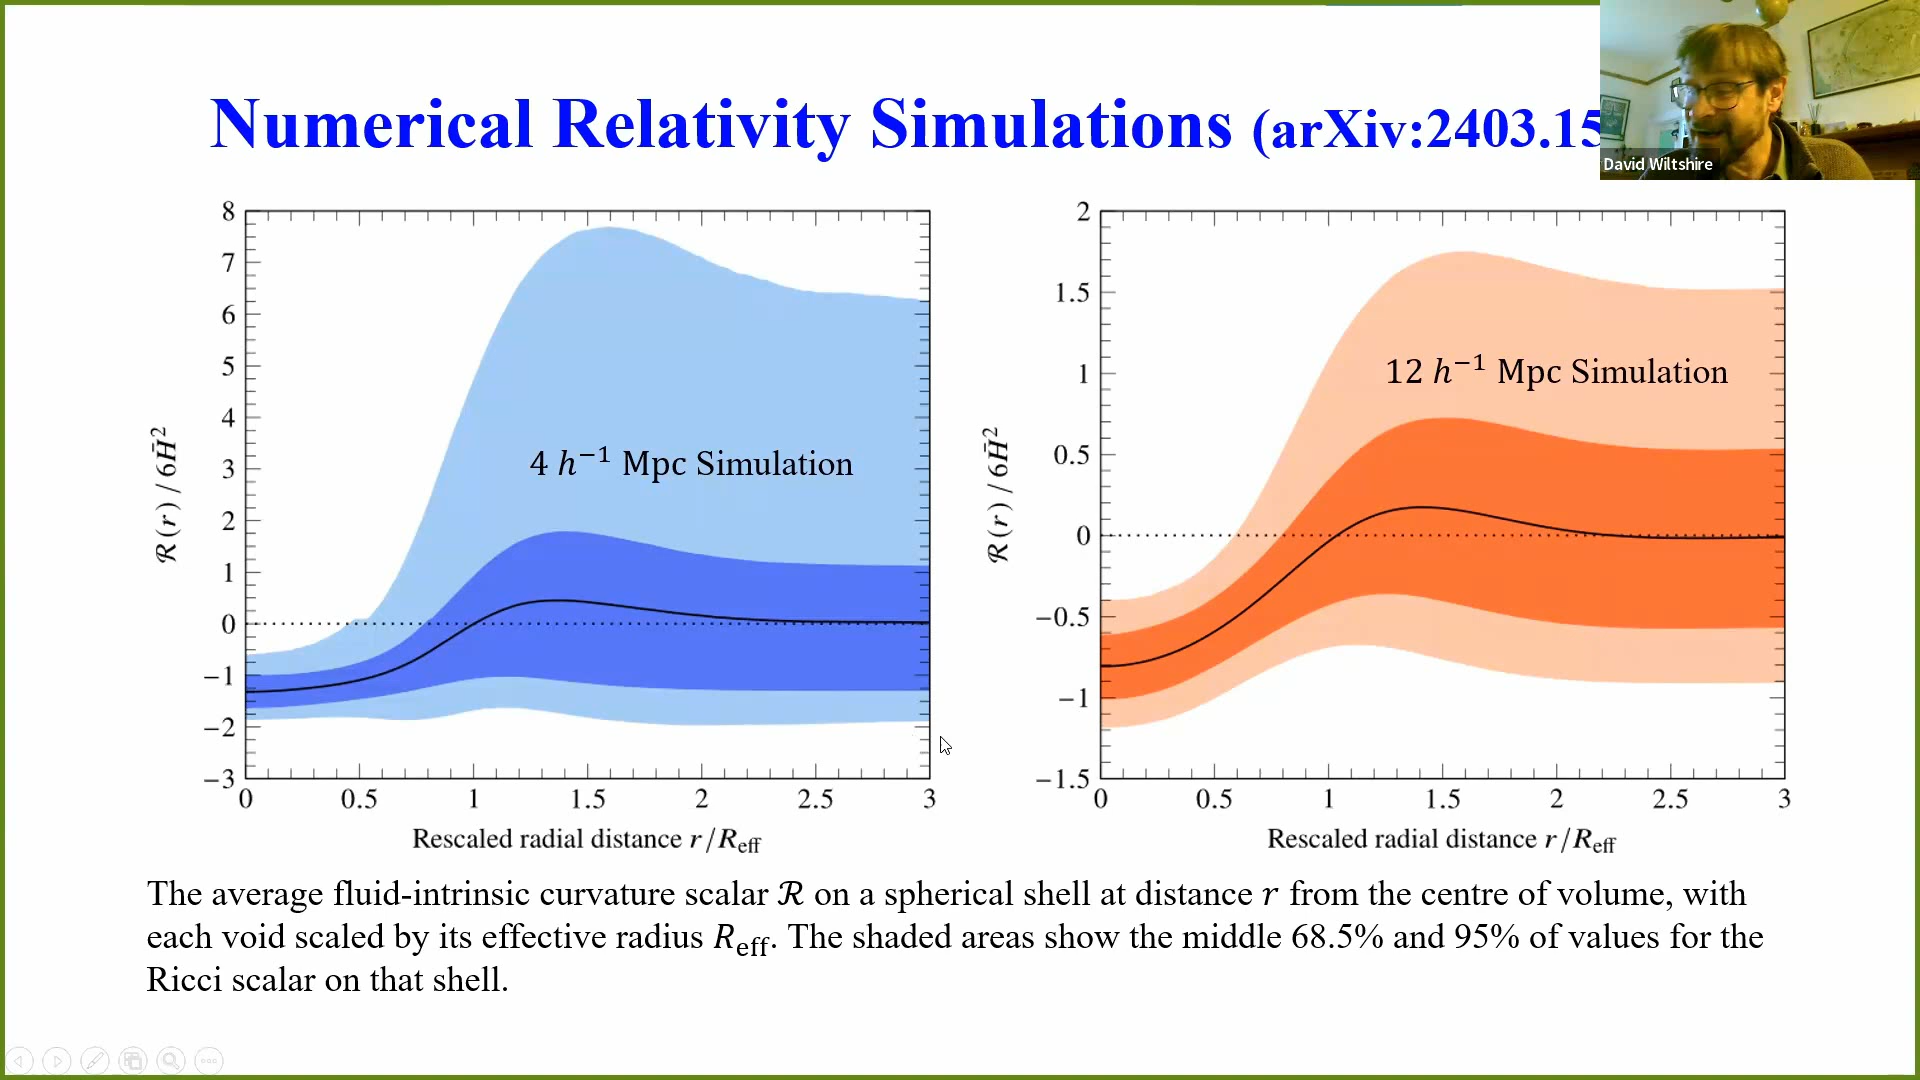 Numerical Relativity Simulations (arXiv:2403.15
David Wiltshire
8
7
6
5
4
3
2
1
0
−1
−2
−3
ℛ(r) / 6H̄²
4 h⁻¹ Mpc Simulation
0 0.5 1 1.5 2 2.5 3
Rescaled radial distance r/R_eff
2
1.5
1
0.5
0
−0.5
−1
−1.5
ℛ(r) / 6H̄²
12 h⁻¹ Mpc Simulation
0 0.5 1 1.5 2 2.5 3
Rescaled radial distance r/R_eff
The average fluid-intrinsic curvature scalar ℛ on a spherical shell at distance r from the centre of volume, with
each void scaled by its effective radius R_eff. The shaded areas show the middle 68.5% and 95% of values for the
Ricci scalar on that shell.